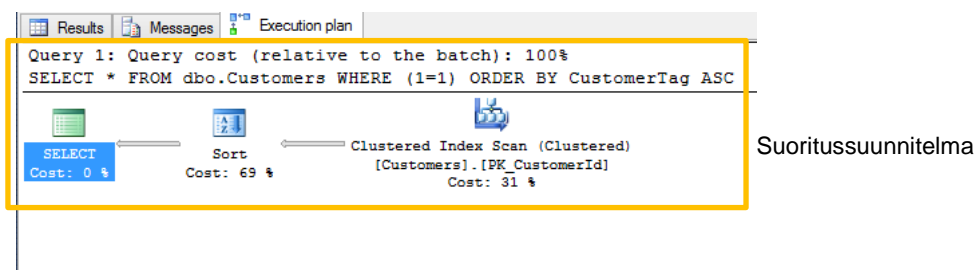 Results Messages Execution plan
Query 1: Query cost (relative to the batch): 100%
SELECT * FROM dbo.Customers WHERE (1=1) ORDER BY CustomerTag ASC
SELECT
Cost: 0 %
Sort
Cost: 69 %
Clustered Index Scan (Clustered)
[Customers].[PK_CustomerId]
Cost: 31 %
Suoritussuunnitelma